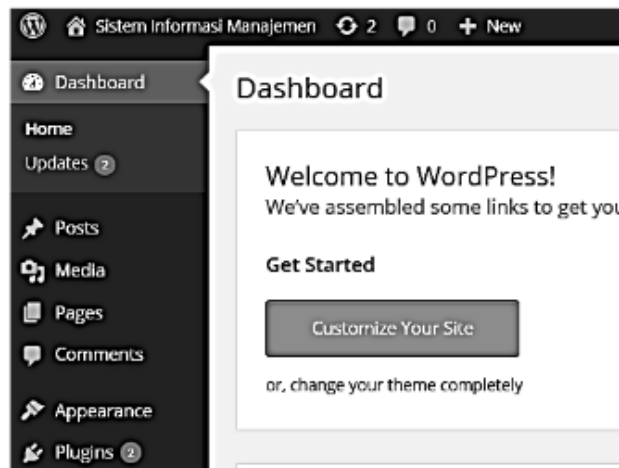 Sistem Informasi Manajemen 2 0 + New
Dashboard
Home
Updates 2
Posts
Media
Pages
Comments
Appearance
Plugins 2
Dashboard
Welcome to WordPress!
We've assembled some links to get you
Get Started
Customize Your Site
or, change your theme completely